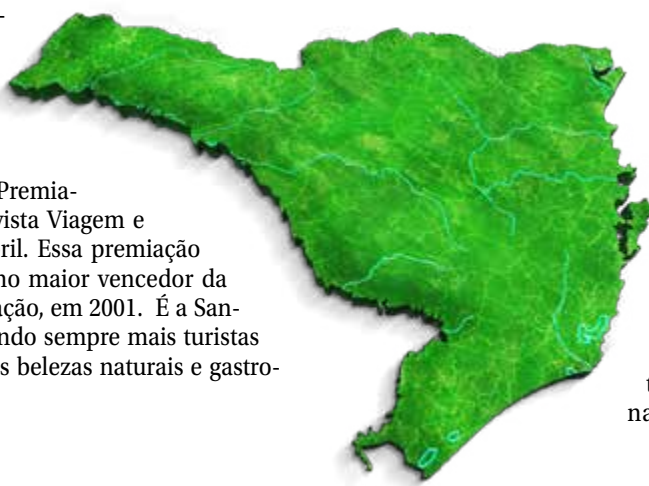 Premia-
vista Viagem e
ril. Essa premiação
no maior vencedor da
ação, em 2001. É a San-
ndo sempre mais turistas
s belezas naturais e gastro-
t
na